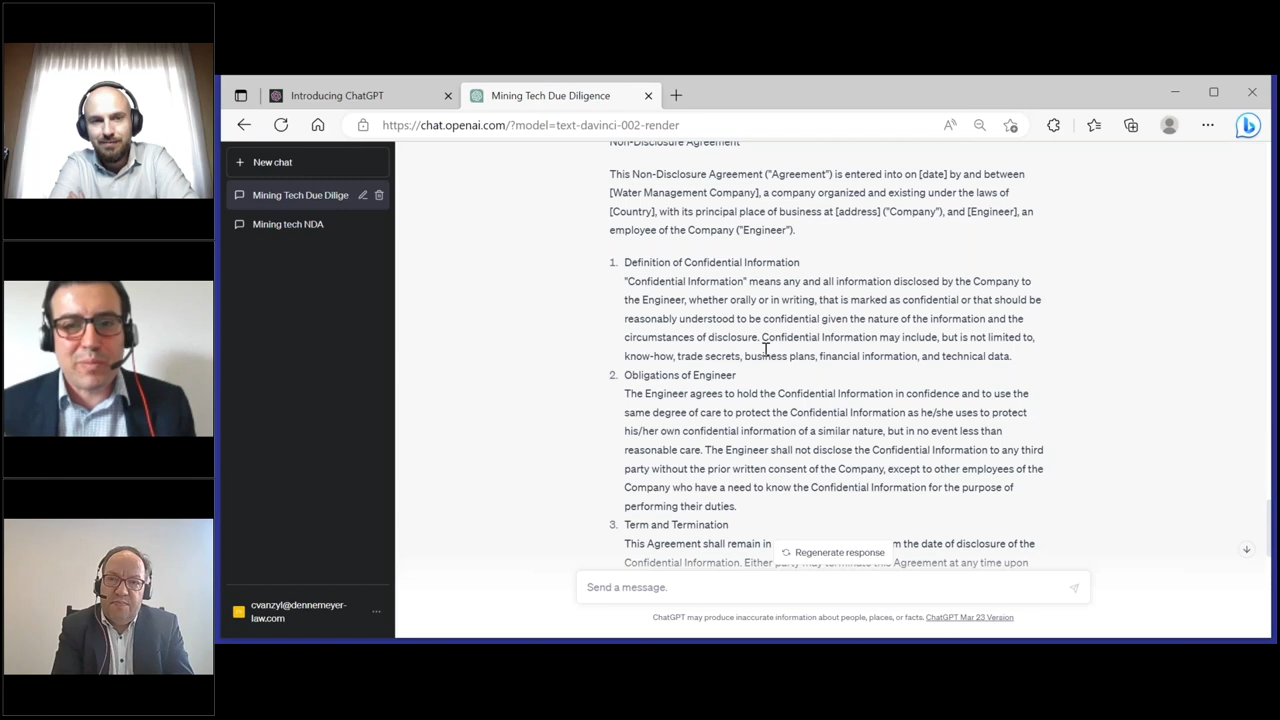 Introducing ChatGPT
Mining Tech Due Diligence
https://chat.openai.com/?model=text-davinci-002-render
New chat
Mining Tech Due Dilige
Mining tech NDA
cvanzyl@dennemeyer-
law.com
Non-Disclosure Agreement
This Non-Disclosure Agreement ("Agreement") is entered into on [date] by and between
[Water Management Company], a company organized and existing under the laws of
[Country], with its principal place of business at [address] ("Company"), and [Engineer], an
employee of the Company ("Engineer").
1. Definition of Confidential Information
"Confidential Information" means any and all information disclosed by the Company to
the Engineer, whether orally or in writing, that is marked as confidential or that should be
reasonably understood to be confidential given the nature of the information and the
circumstances of disclosure. Confidential Information may include, but is not limited to,
know-how, trade secrets, business plans, financial information, and technical data.
2. Obligations of Engineer
The Engineer agrees to hold the Confidential Information in confidence and to use the
same degree of care to protect the Confidential Information as he/she uses to protect
his/her own confidential information of a similar nature, but in no event less than
reasonable care. The Engineer shall not disclose the Confidential Information to any third
party without the prior written consent of the Company, except to other employees of the
Company who have a need to know the Confidential Information for the purpose of
performing their duties.
3. Term and Termination
This Agreement shall remain in m the date of disclosure of the
Regenerate response
Confidential Information. Either party may terminate this Agreement at any time upon
Send a message.
ChatGPT may produce inaccurate information about people, places, or facts. ChatGPT Mar 23 Version